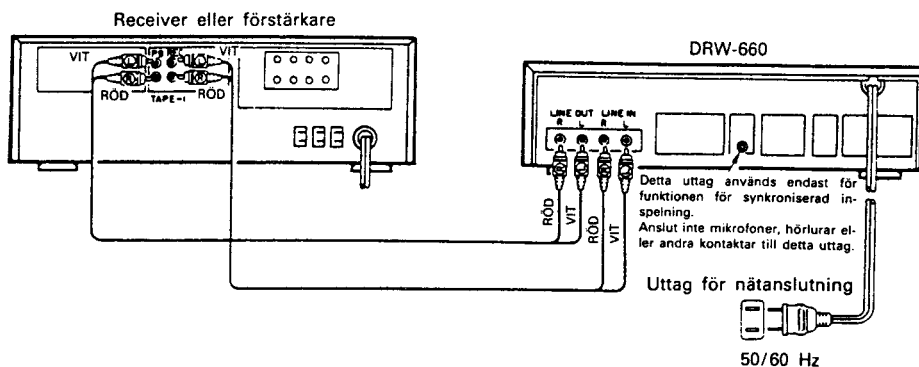 Receiver eller förstärkare
VIT
PB REC
VIT
L
L
R
R
RÖD
TAPE-1
RÖD
DRW-660
LINE OUT
LINE IN
R
L
R
L
R
L
R
L
RÖD
VIT
RÖD
VIT
Detta uttag används endast för
funktionen för synkroniserad in-
spelning.
Anslut inte mikrofoner, hörlurar el-
ler andra kontaktar till detta uttag.
Uttag för nätanslutning
50/60 Hz